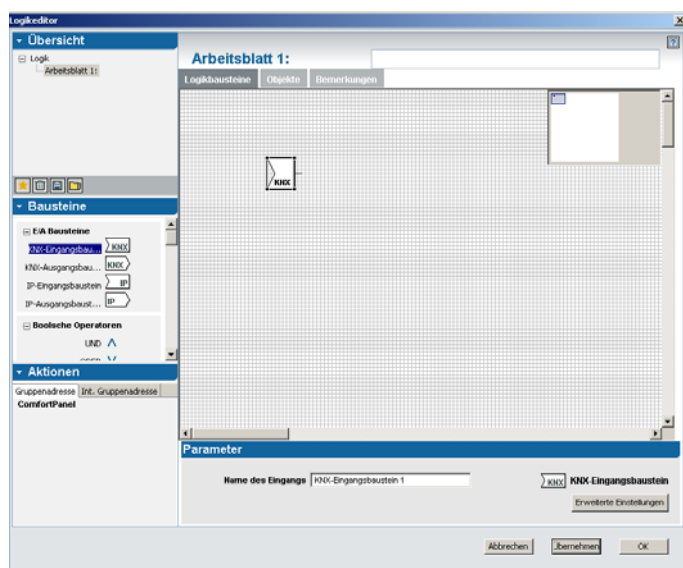 Logikeditor
Übersicht
Logik
Arbeitsblatt 1:
Bausteine
E/A Bausteine
KNX-Eingangsbau... KNX
KNX-Ausgangsbau... KNX
IP-Eingangsbaustein IP
IP-Ausgangsbaust... IP
Boolsche Operatoren
UND
ODER
Aktionen
Gruppenadresse Int. Gruppenadresse
ComfortPanel
Arbeitsblatt 1:
Logikbausteine Objekte Bemerkungen
KNX
Parameter
Name des Eingangs KNX-Eingangsbaustein 1
KNX KNX-Eingangsbaustein
Erweiterte Einstellungen
Abbrechen Übernehmen OK